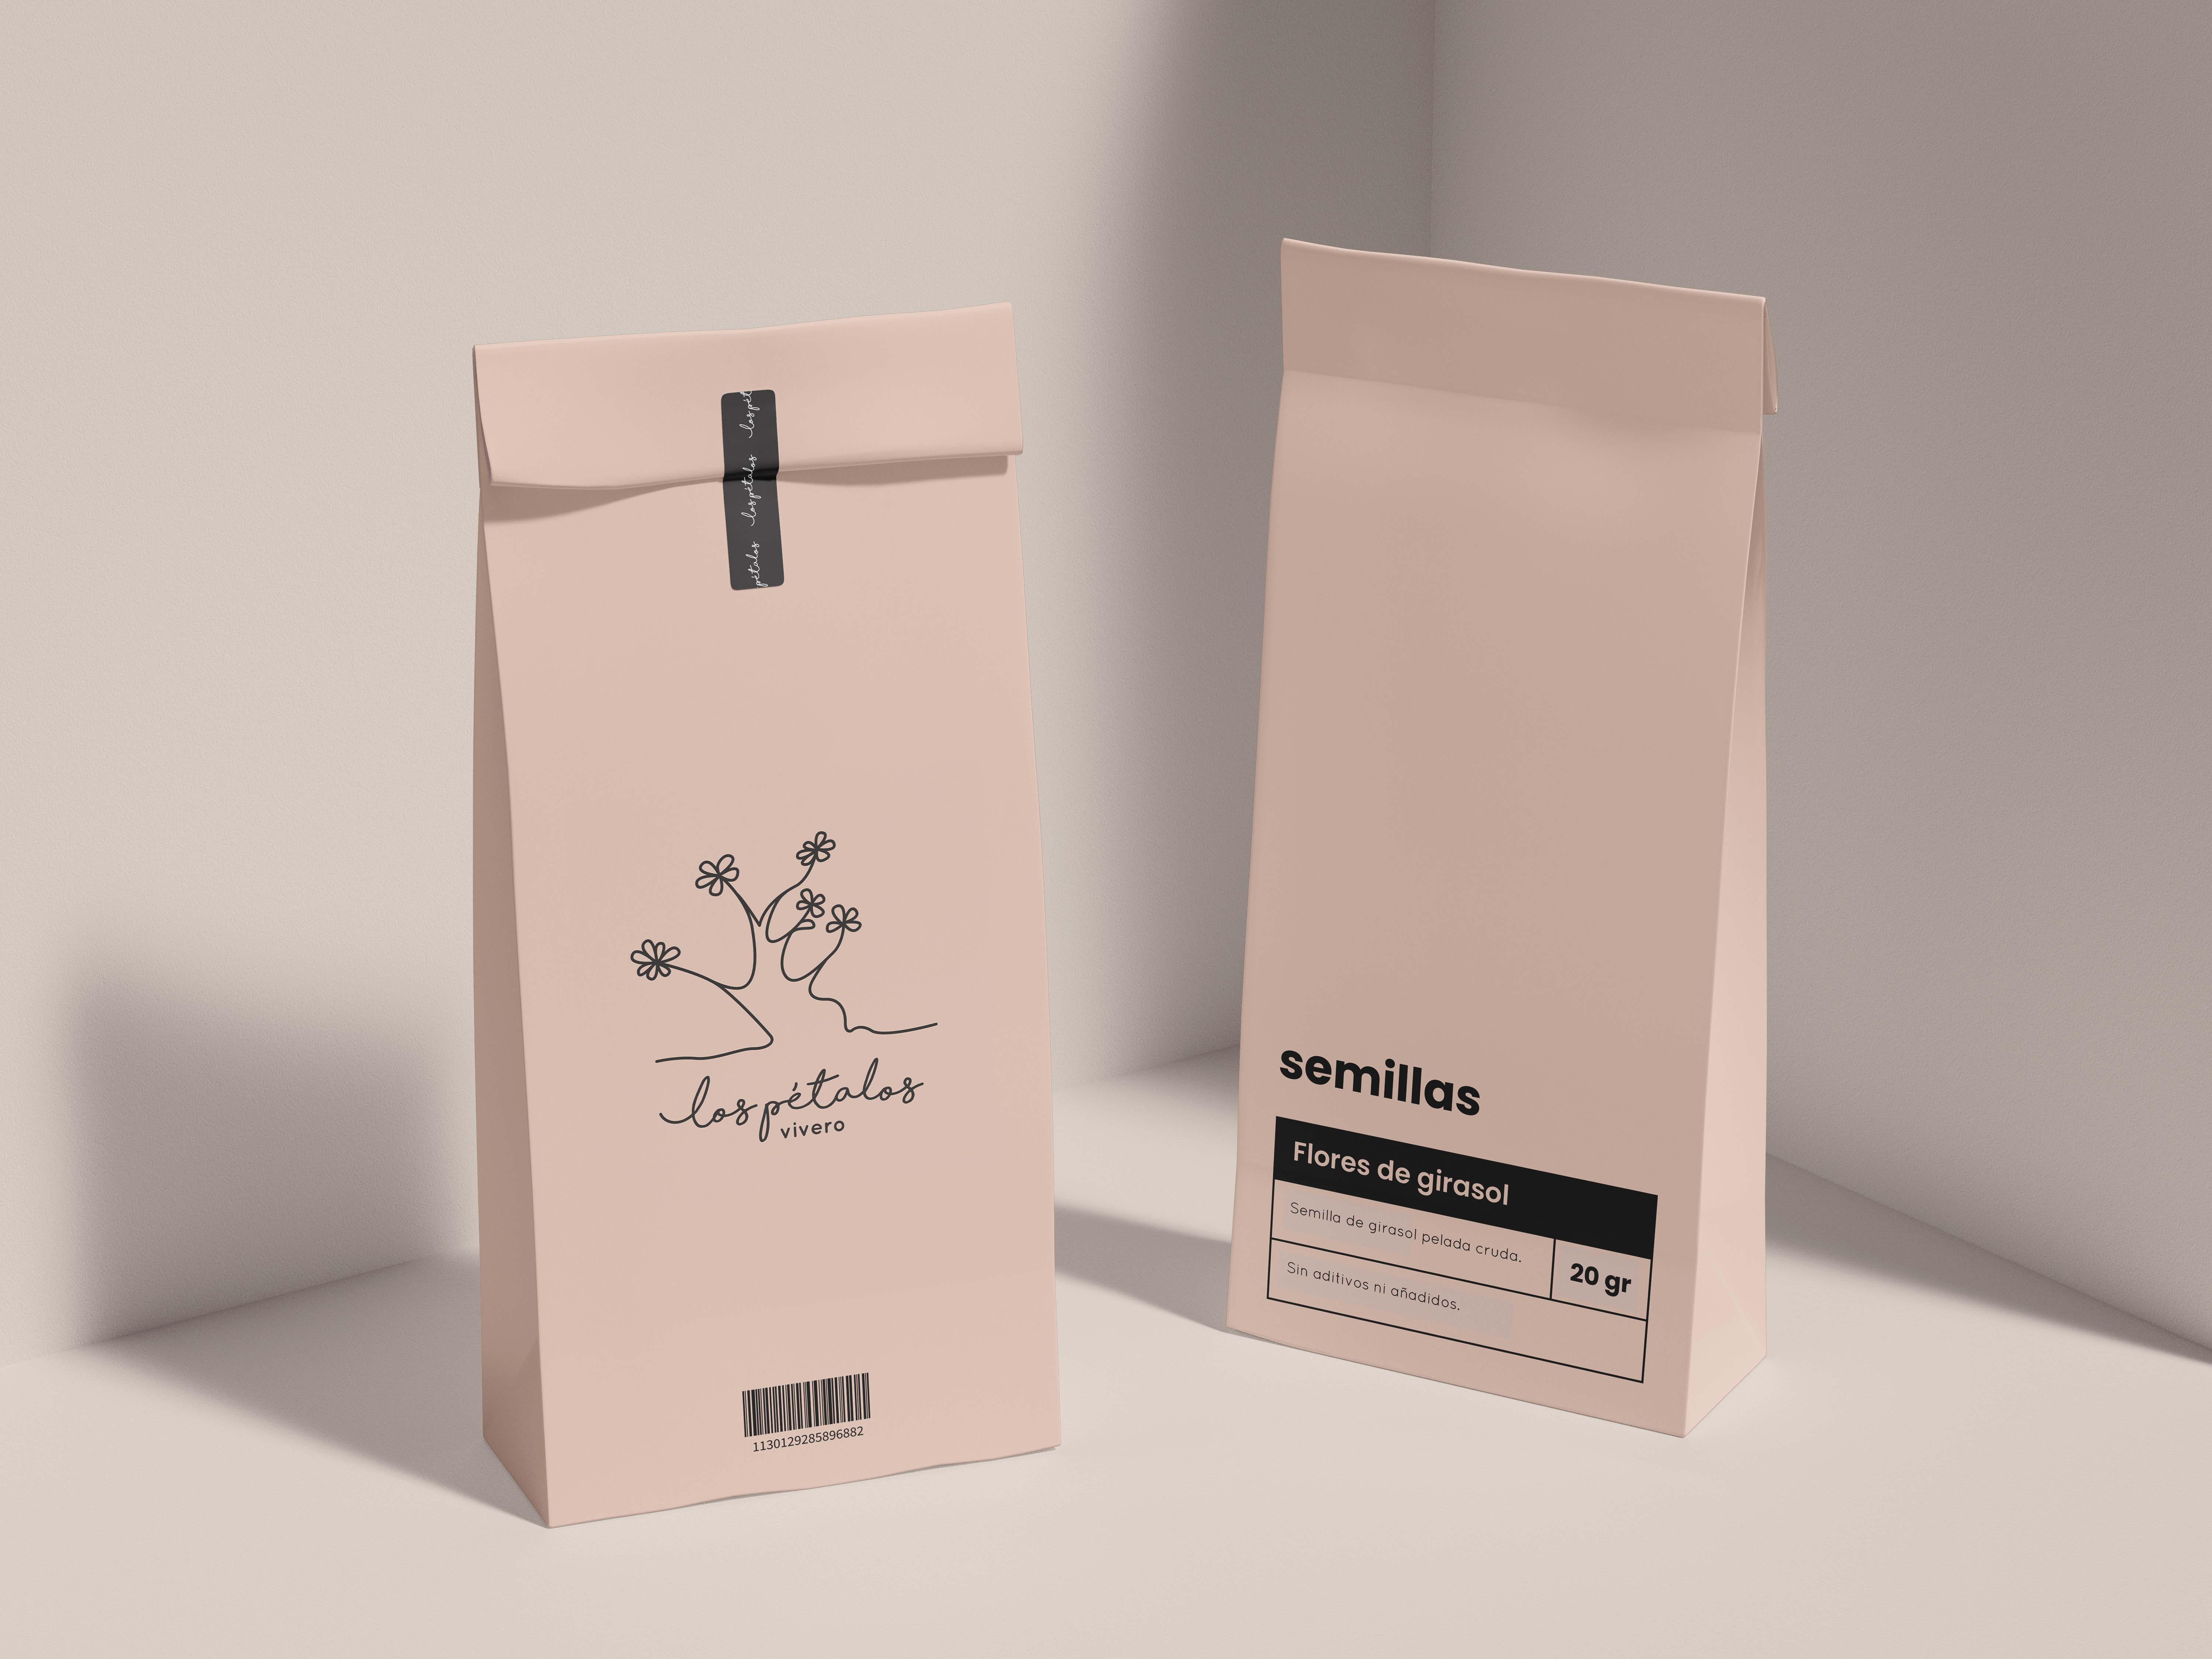 los pétalos
los pétalos
pétalos
los pétalos
vivero
1130129285896882
semillas
Flores de girasol
Semilla de girasol pelada cruda.
20 gr
Sin aditivos ni añadidos.